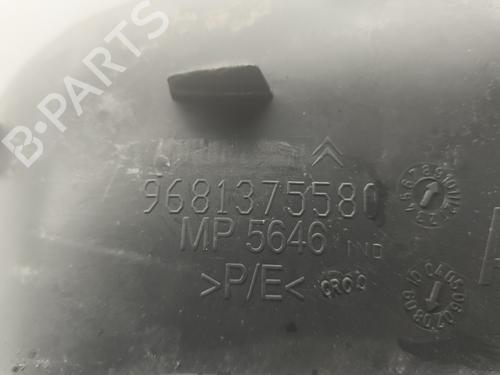 B-PARTS
9681375580
MP 5646 IND
>P/E<